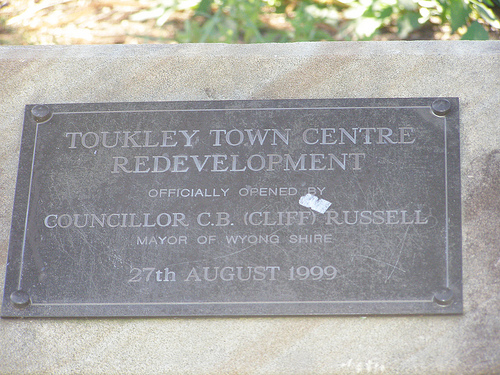 TOUKLEY TOWN CENTRE
REDEVELOPMENT
OFFICIALLY OPENED BY
COUNCILLOR C.B. (CLIFF) RUSSELL
MAYOR OF WYONG SHIRE
27th AUGUST 1999